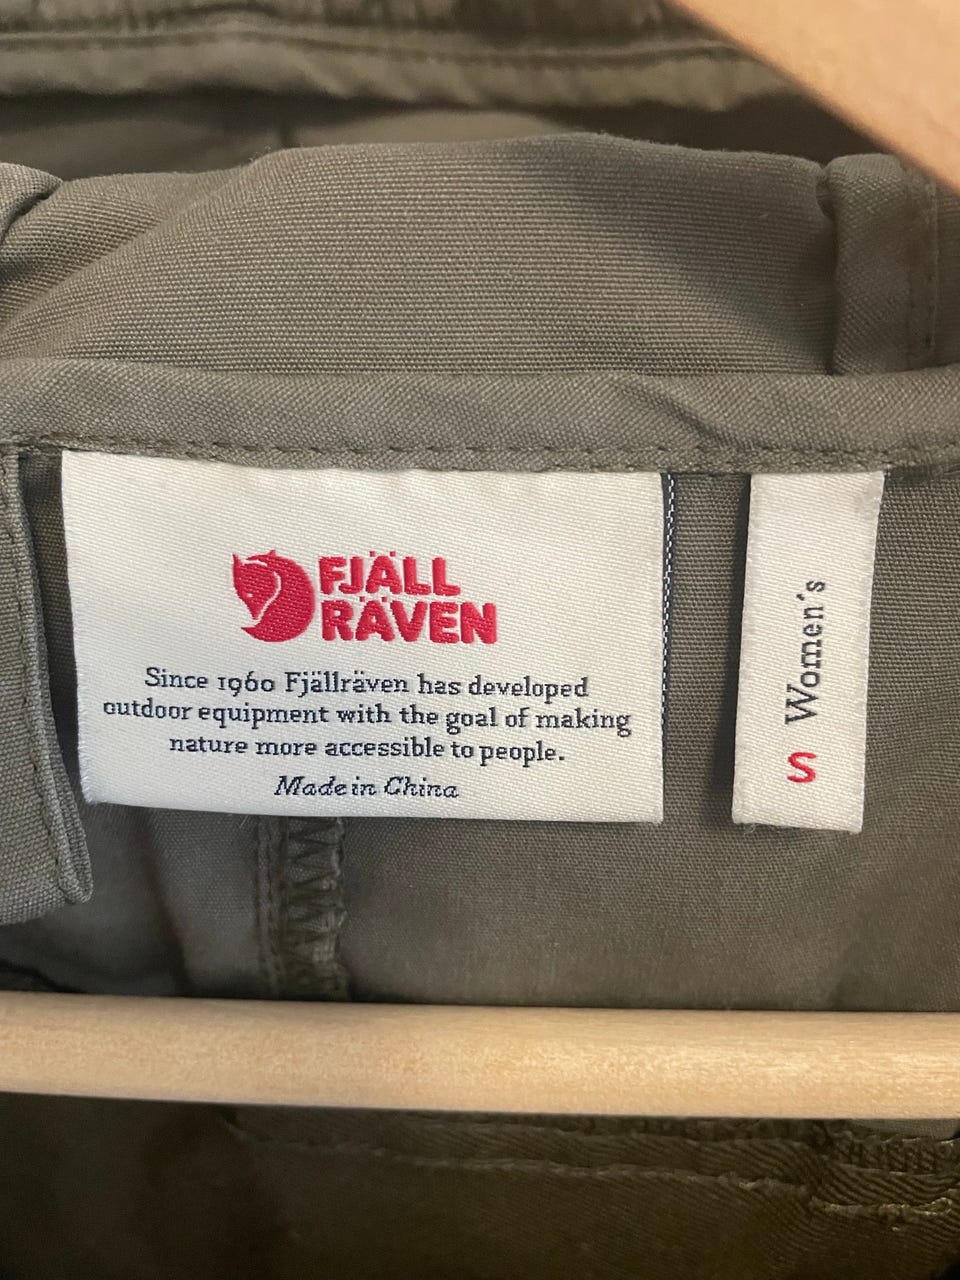 FJÄLL
RÄVEN
Since 1960 Fjällräven has developed
outdoor equipment with the goal of making
nature more accessible to people.
Made in China
S Women´s